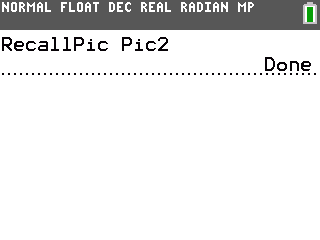 NORMAL FLOAT DEC REAL RADIAN MP
RecallPic Pic2
Done